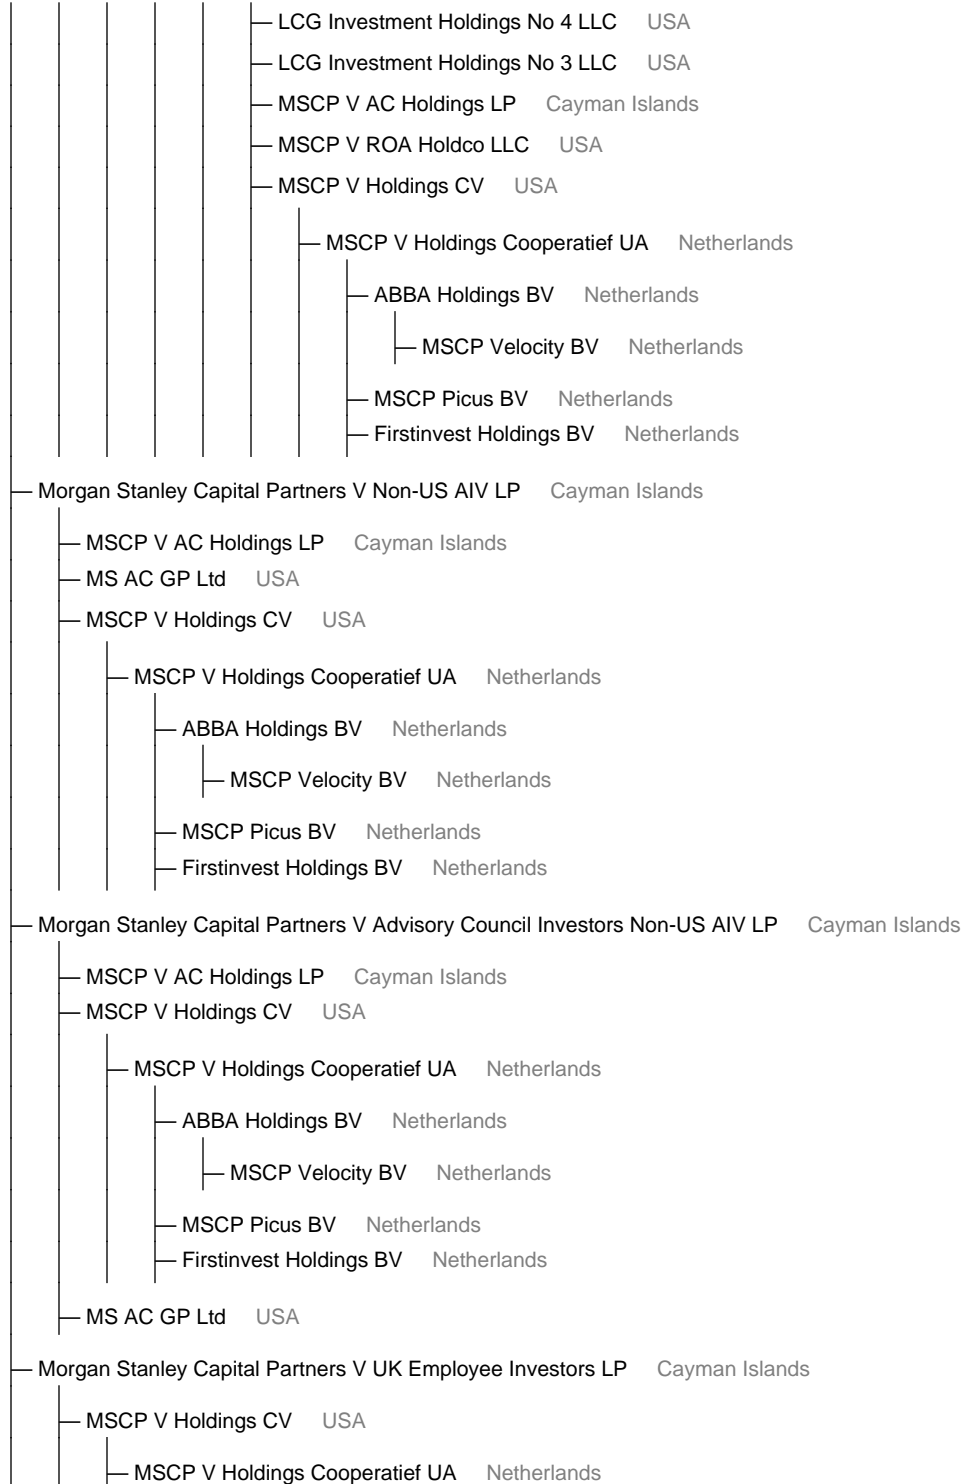 LCG Investment Holdings No 4 LLC USA
LCG Investment Holdings No 3 LLC USA
MSCP V AC Holdings LP Cayman Islands
MSCP V ROA Holdco LLC USA
MSCP V Holdings CV USA
MSCP V Holdings Cooperatief UA Netherlands
ABBA Holdings BV Netherlands
MSCP Velocity BV Netherlands
MSCP Picus BV Netherlands
Firstinvest Holdings BV Netherlands
Morgan Stanley Capital Partners V Non-US AIV LP Cayman Islands
MSCP V AC Holdings LP Cayman Islands
MS AC GP Ltd USA
MSCP V Holdings CV USA
MSCP V Holdings Cooperatief UA Netherlands
ABBA Holdings BV Netherlands
MSCP Velocity BV Netherlands
MSCP Picus BV Netherlands
Firstinvest Holdings BV Netherlands
Morgan Stanley Capital Partners V Advisory Council Investors Non-US AIV LP Cayman Islands
MSCP V AC Holdings LP Cayman Islands
MSCP V Holdings CV USA
MSCP V Holdings Cooperatief UA Netherlands
ABBA Holdings BV Netherlands
MSCP Velocity BV Netherlands
MSCP Picus BV Netherlands
Firstinvest Holdings BV Netherlands
MS AC GP Ltd USA
Morgan Stanley Capital Partners V UK Employee Investors LP Cayman Islands
MSCP V Holdings CV USA
MSCP V Holdings Cooperatief UA Netherlands